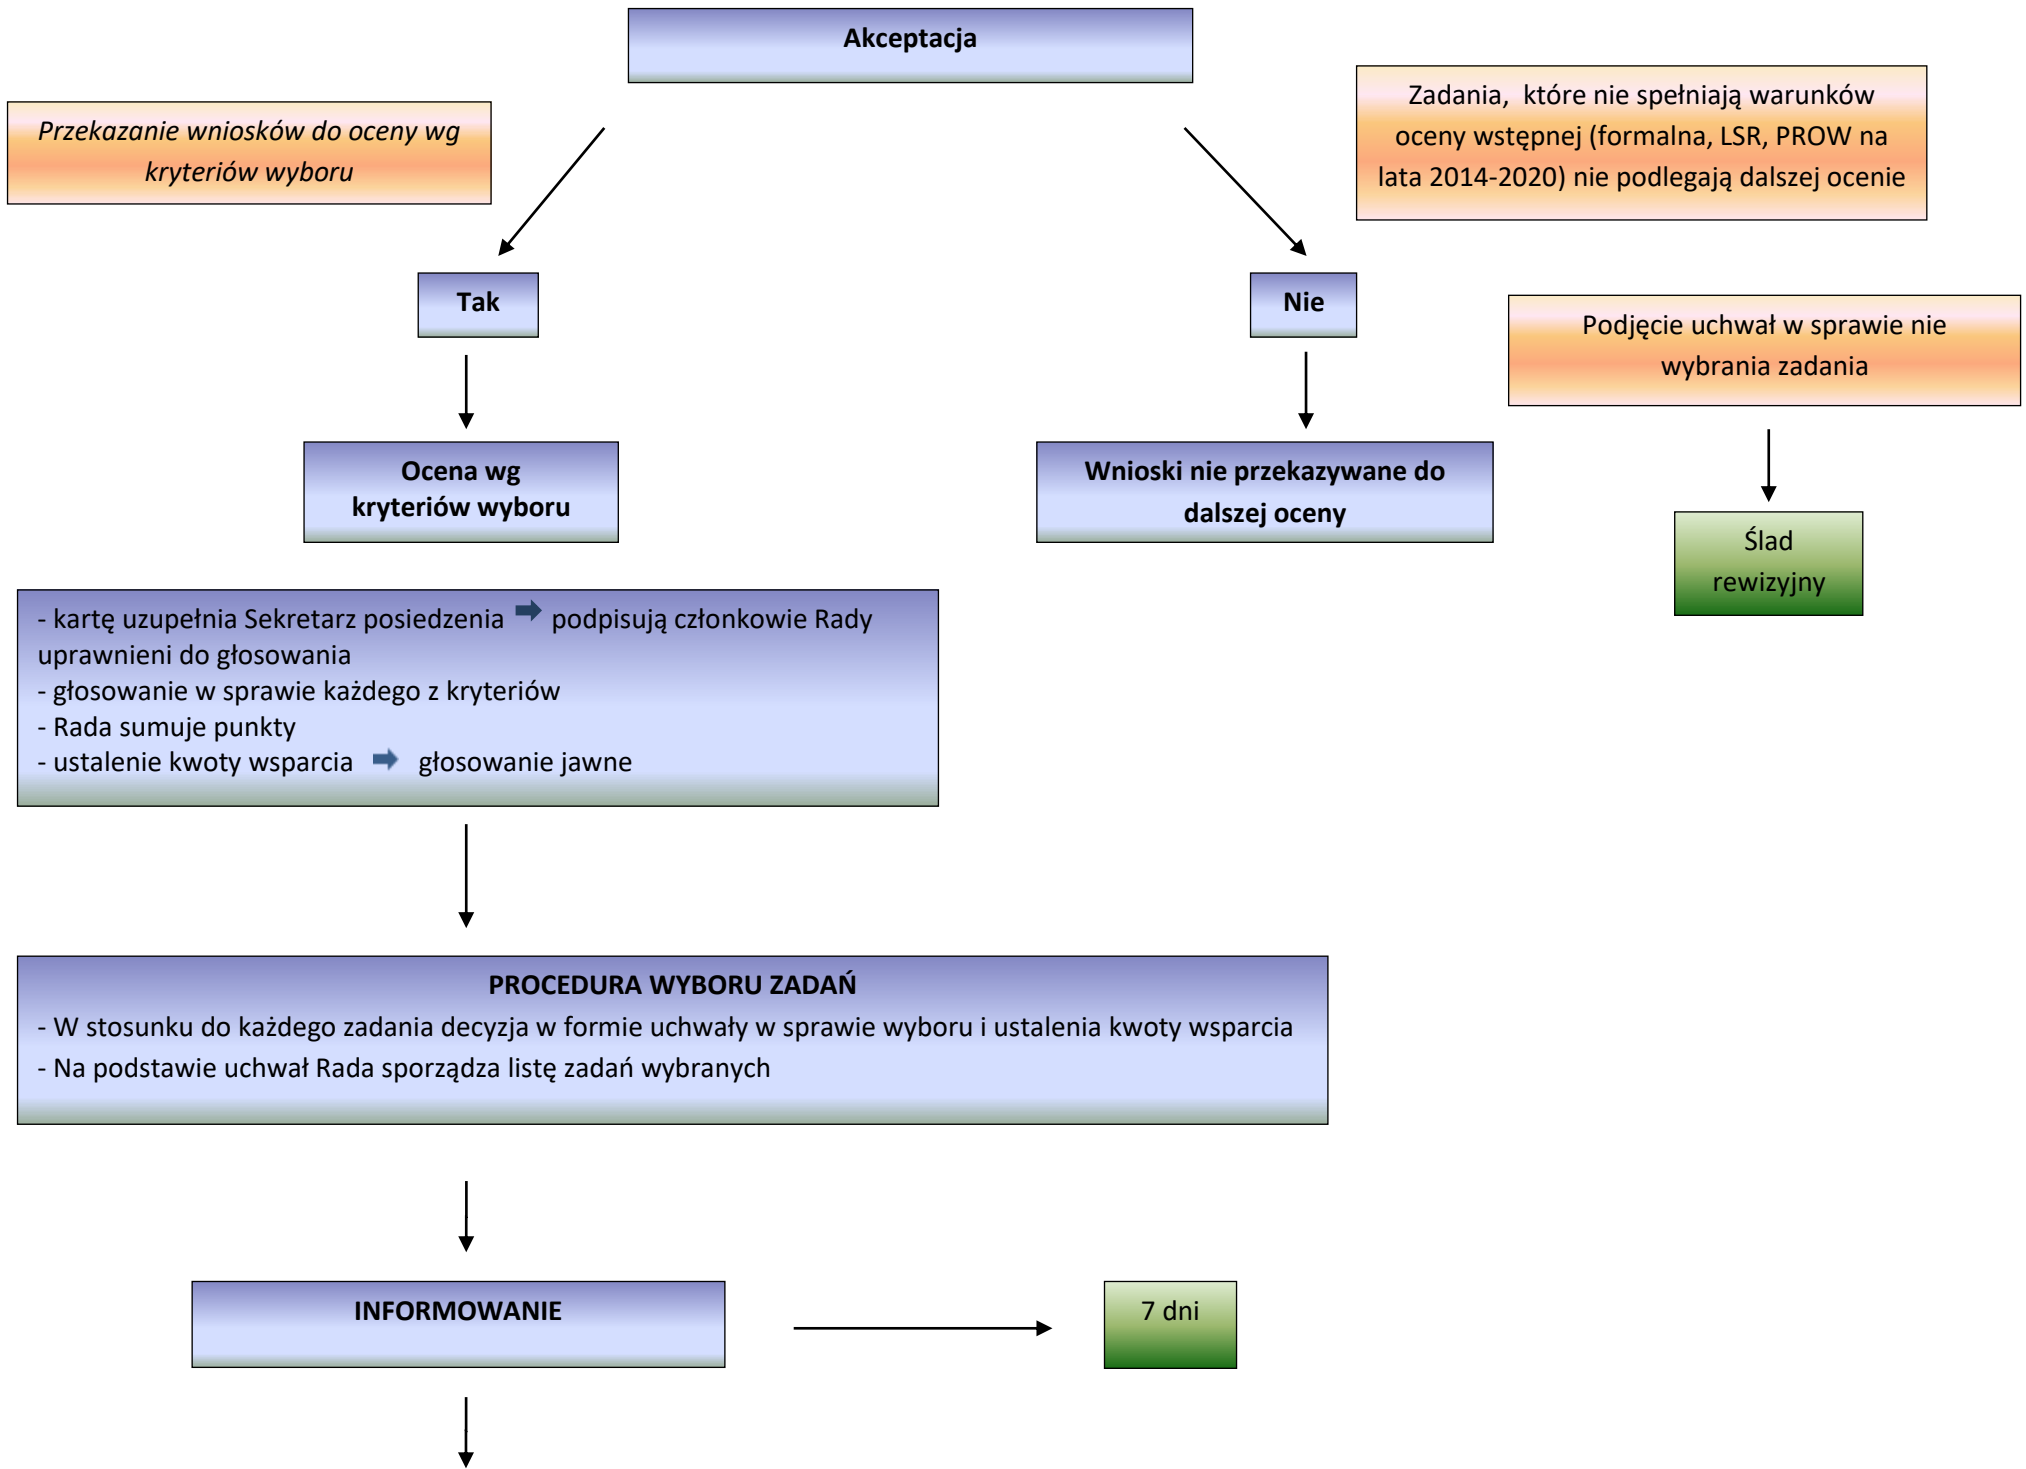 Akceptacja
Przekazanie wniosków do oceny wg
kryteriów wyboru
Zadania, które nie spełniają warunków
oceny wstępnej (formalna, LSR, PROW na
lata 2014-2020) nie podlegają dalszej ocenie
Tak
Nie
Podjęcie uchwał w sprawie nie
wybrania zadania
Ocena wg
kryteriów wyboru
Wnioski nie przekazywane do
dalszej oceny
Ślad
rewizyjny
- kartę uzupełnia Sekretarz posiedzenia ➡ podpisują członkowie Rady
uprawnieni do głosowania
- głosowanie w sprawie każdego z kryteriów
- Rada sumuje punkty
- ustalenie kwoty wsparcia ➡ głosowanie jawne
PROCEDURA WYBORU ZADAŃ
- W stosunku do każdego zadania decyzja w formie uchwały w sprawie wyboru i ustalenia kwoty wsparcia
- Na podstawie uchwał Rada sporządza listę zadań wybranych
INFORMOWANIE
7 dni